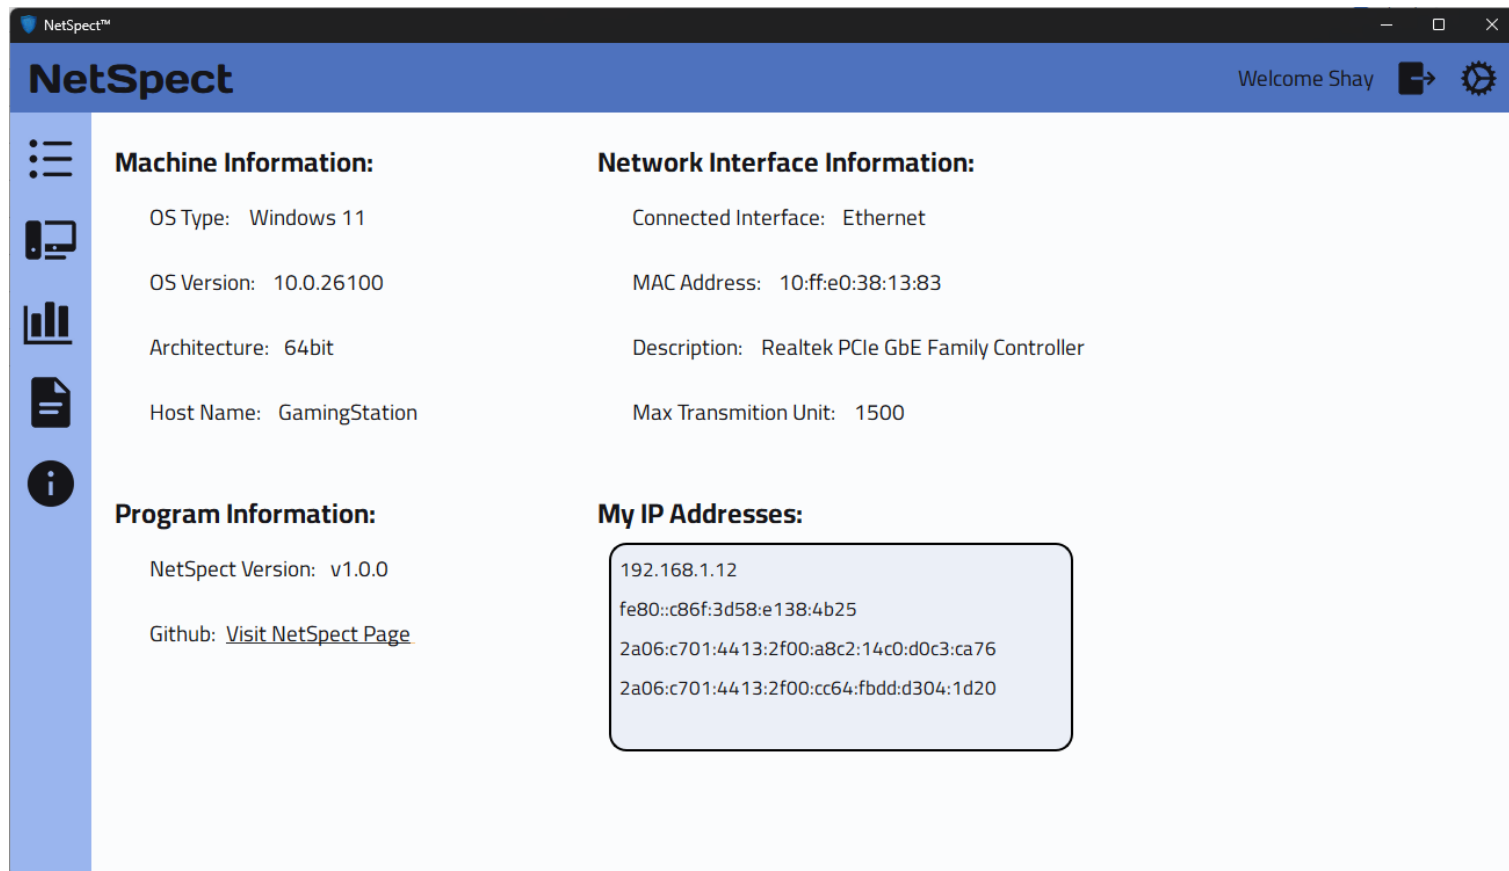 NetSpect™
NetSpect
Welcome Shay
Machine Information:
OS Type: Windows 11
OS Version: 10.0.26100
Architecture: 64bit
Host Name: GamingStation
Network Interface Information:
Connected Interface: Ethernet
MAC Address: 10:ff:e0:38:13:83
Description: Realtek PCIe GbE Family Controller
Max Transmition Unit: 1500
Program Information:
NetSpect Version: v1.0.0
Github: Visit NetSpect Page
My IP Addresses:
192.168.1.12
fe80::c86f:3d58:e138:4b25
2a06:c701:4413:2f00:a8c2:14c0:d0c3:ca76
2a06:c701:4413:2f00:cc64:fbdd:d304:1d20